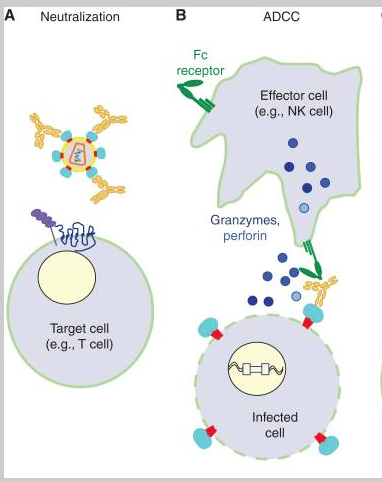 A Neutralization
B ADCC
Fc
receptor
Effector cell
(e.g., NK cell)
Granzymes,
perforin
Target cell
(e.g., T cell)
Infected
cell